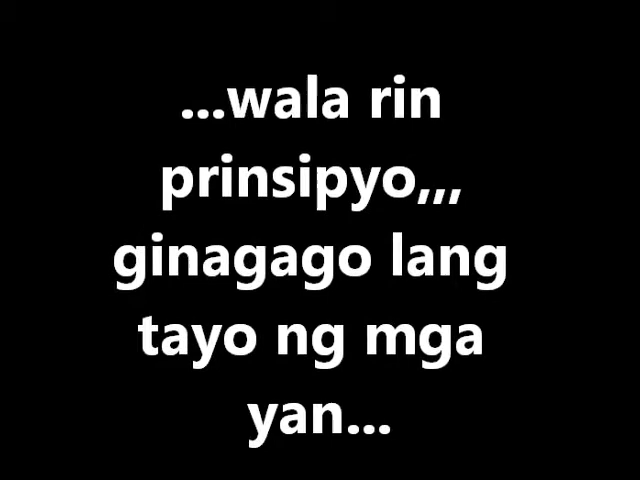 ...wala rin
prinsipyo,,,
ginagago lang
tayo ng mga
yan...